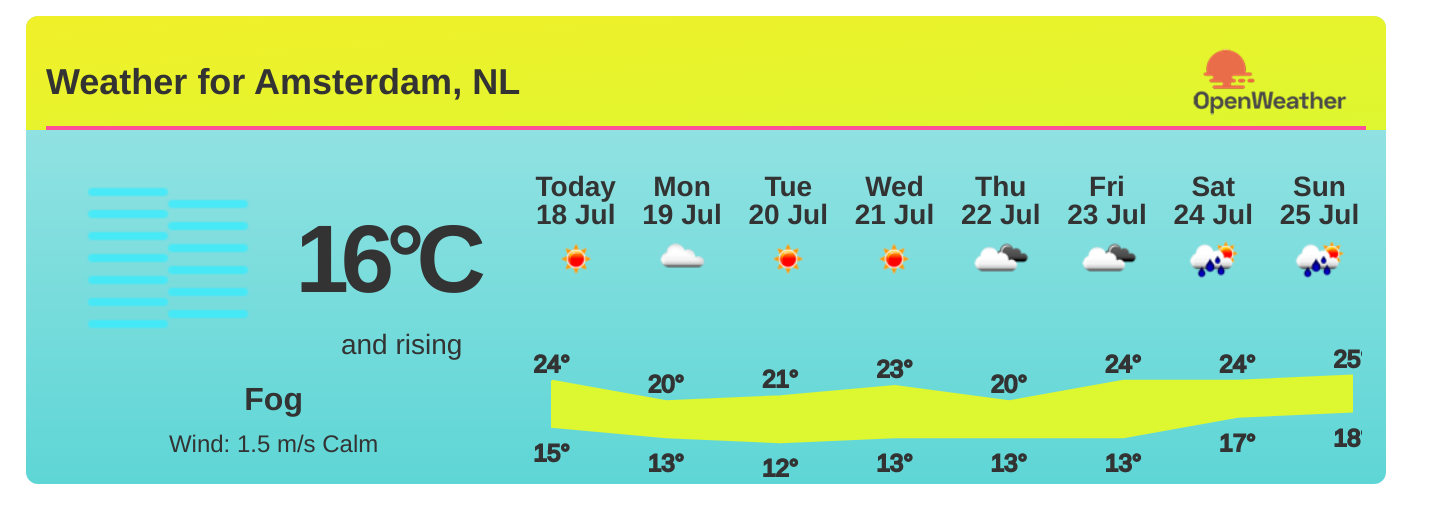 Weather for Amsterdam, NL
OpenWeather
Today Mon Tue Wed Thu Fri Sat Sun
18 Jul 19 Jul 20 Jul 21 Jul 22 Jul 23 Jul 24 Jul 25 Jul
16°C
and rising
Fog
Wind: 1.5 m/s Calm
24° 20° 21° 23° 20° 24° 24° 25°
15° 13° 12° 13° 13° 13° 17° 18°